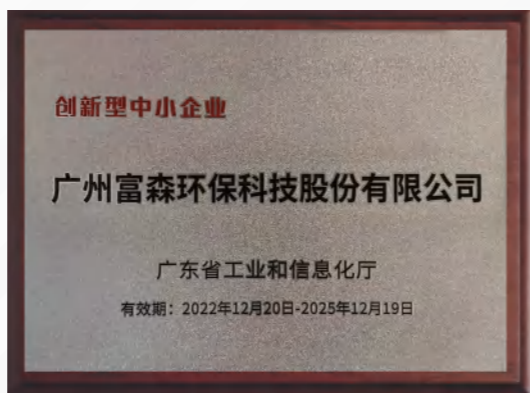 创新型中小企业
广州富森环保科技股份有限公司
广东省工业和信息化厅
有效期：2022年12月20日-2025年12月19日